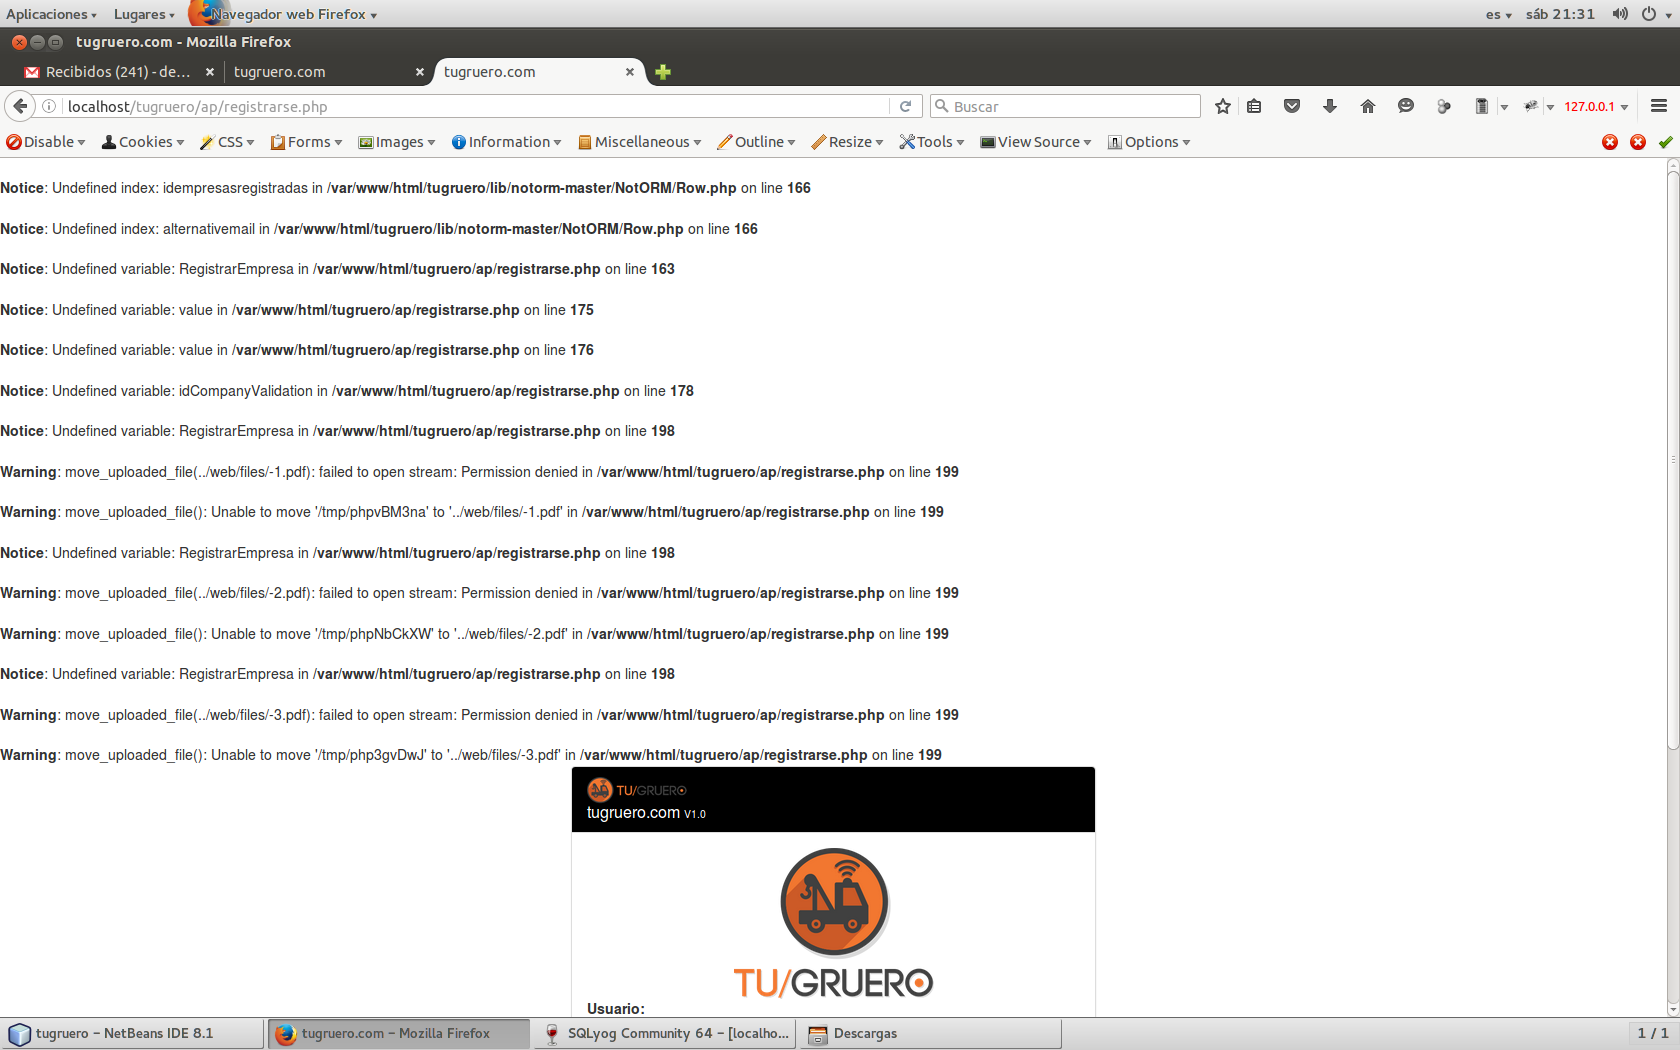 Aplicaciones Lugares Navegador web Firefox es sáb 21:31
tugruero.com - Mozilla Firefox
Recibidos (241) - de... tugruero.com tugruero.com
localhost/tugruero/ap/registrarse.php Buscar 127.0.0.1
Disable Cookies CSS Forms Images Information Miscellaneous Outline Resize Tools View Source Options
Notice: Undefined index: idempresasregistradas in /var/www/html/tugruero/lib/notorm-master/NotORM/Row.php on line 166
Notice: Undefined index: alternativemail in /var/www/html/tugruero/lib/notorm-master/NotORM/Row.php on line 166
Notice: Undefined variable: RegistrarEmpresa in /var/www/html/tugruero/ap/registrarse.php on line 163
Notice: Undefined variable: value in /var/www/html/tugruero/ap/registrarse.php on line 175
Notice: Undefined variable: value in /var/www/html/tugruero/ap/registrarse.php on line 176
Notice: Undefined variable: idCompanyValidation in /var/www/html/tugruero/ap/registrarse.php on line 178
Notice: Undefined variable: RegistrarEmpresa in /var/www/html/tugruero/ap/registrarse.php on line 198
Warning: move_uploaded_file(../web/files/-1.pdf): failed to open stream: Permission denied in /var/www/html/tugruero/ap/registrarse.php on line 199
Warning: move_uploaded_file(): Unable to move '/tmp/phpvBM3na' to '../web/files/-1.pdf' in /var/www/html/tugruero/ap/registrarse.php on line 199
Notice: Undefined variable: RegistrarEmpresa in /var/www/html/tugruero/ap/registrarse.php on line 198
Warning: move_uploaded_file(../web/files/-2.pdf): failed to open stream: Permission denied in /var/www/html/tugruero/ap/registrarse.php on line 199
Warning: move_uploaded_file(): Unable to move '/tmp/phpNbCkXW' to '../web/files/-2.pdf' in /var/www/html/tugruero/ap/registrarse.php on line 199
Notice: Undefined variable: RegistrarEmpresa in /var/www/html/tugruero/ap/registrarse.php on line 198
Warning: move_uploaded_file(../web/files/-3.pdf): failed to open stream: Permission denied in /var/www/html/tugruero/ap/registrarse.php on line 199
Warning: move_uploaded_file(): Unable to move '/tmp/php3gvDwJ' to '../web/files/-3.pdf' in /var/www/html/tugruero/ap/registrarse.php on line 199
TU/GRUERO
tugruero.com V1.0
TU/GRUERO
Usuario:
tugruero – NetBeans IDE 8.1 tugruero.com – Mozilla Firefox SQLyog Community 64 – [localho... Descargas 1 / 1